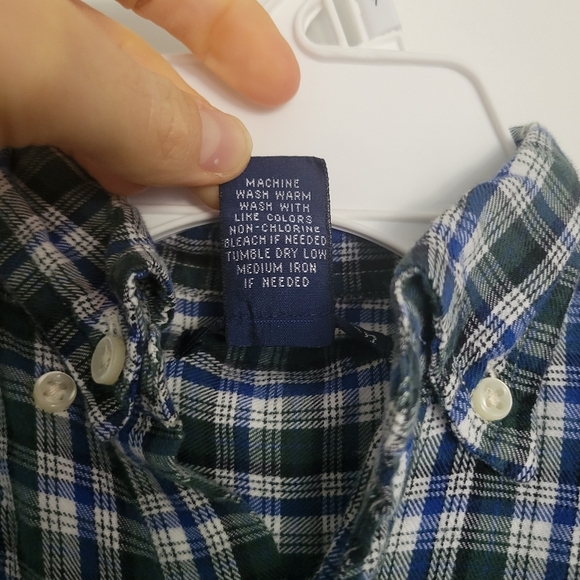 MACHINE
WASH WARM
WASH WITH
LIKE COLORS
NON-CHLORINE
BLEACH IF NEEDED
TUMBLE DRY LOW
MEDIUM IRON
IF NEEDED